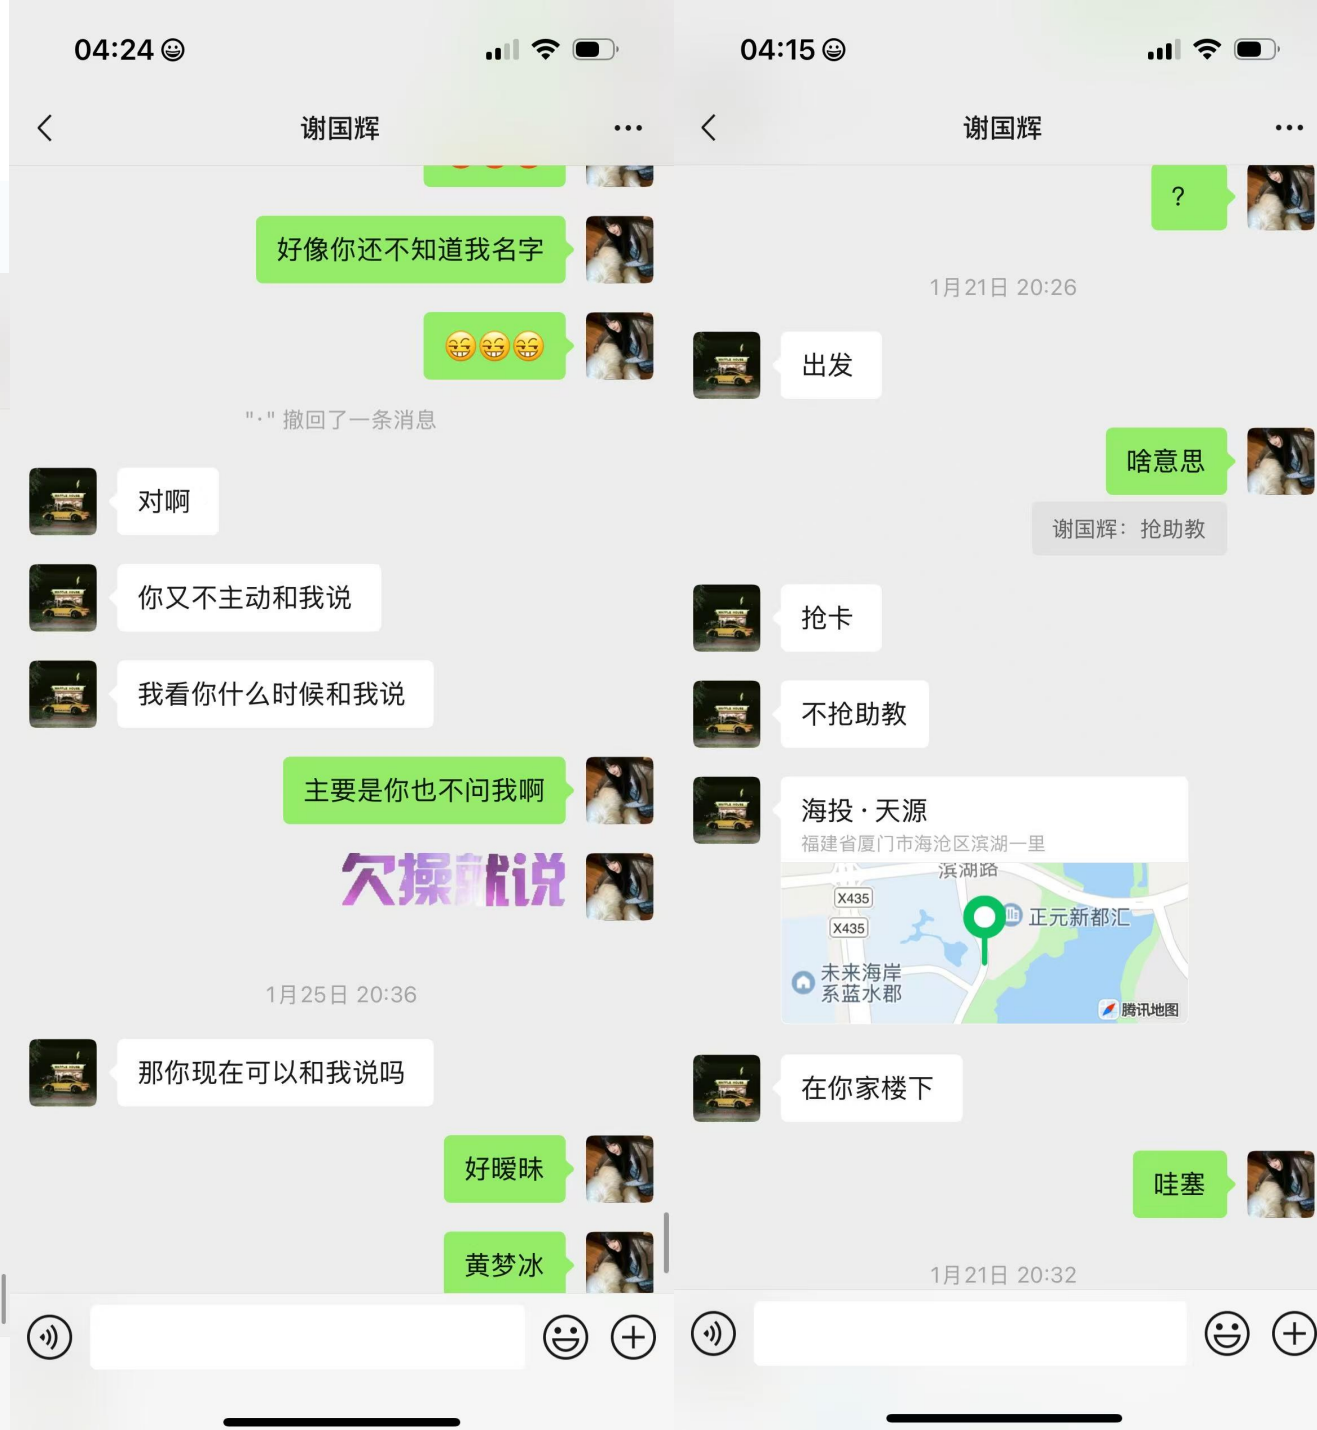 04:24
谢国辉
好像你还不知道我名字
"·" 撤回了一条消息
对啊
你又不主动和我说
我看你什么时候和我说
主要是你也不问我啊
欠操就说
1月25日 20:36
那你现在可以和我说吗
好暧昧
黄梦冰
04:15
谢国辉
?
1月21日 20:26
出发
啥意思
谢国辉：抢助教
抢卡
不抢助教
海投·天源
福建省厦门市海沧区滨湖一里
滨湖路
X435
正元新都汇
X435
未来海岸
系蓝水郡
腾讯地图
在你家楼下
哇塞
1月21日 20:32